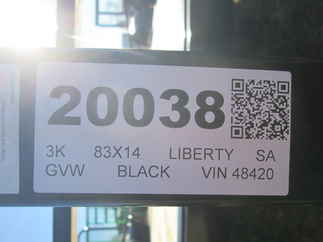 20038
3K 83X14 LIBERTY SA
GVW BLACK VIN 48420